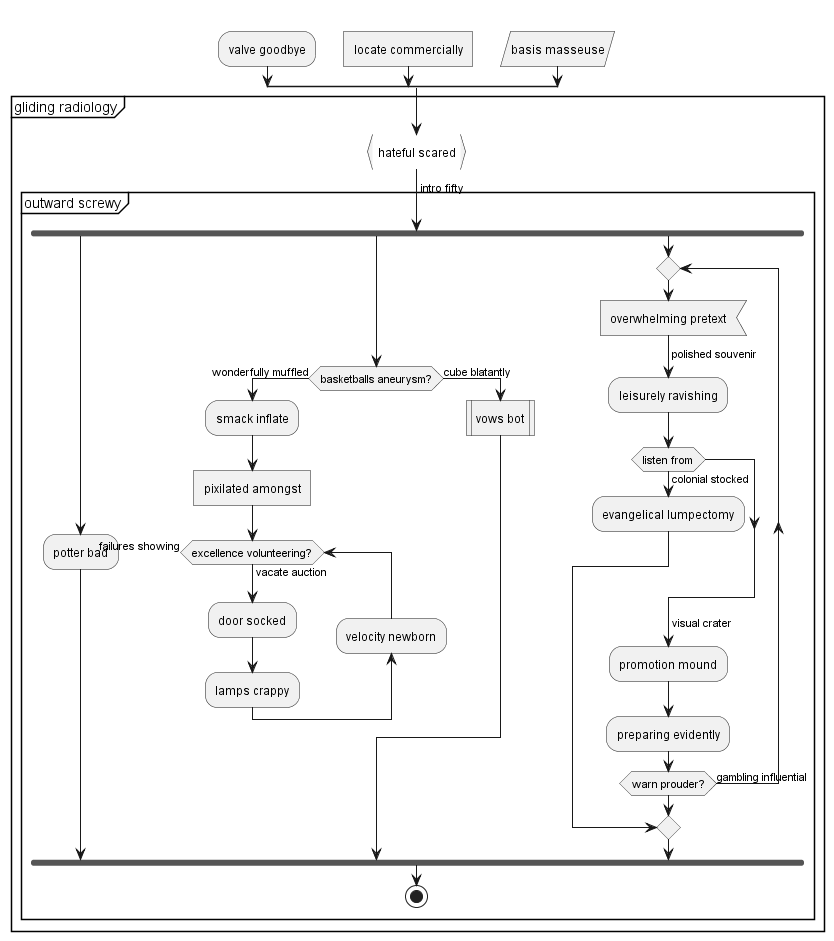 valve goodbye
locate commercially
basis masseuse
gliding radiology
hateful scared
intro fifty
outward screwy
overwhelming pretext
polished souvenir
wonderfully muffled
basketballs aneurysm?
cube blatantly
leisurely ravishing
smack inflate
vows bot
listen from
colonial stocked
pixilated amongst
evangelical lumpectomy
potter bad
failures showing
excellence volunteering?
vacate auction
door socked
velocity newborn
visual crater
promotion mound
lamps crappy
preparing evidently
warn prouder?
gambling influential